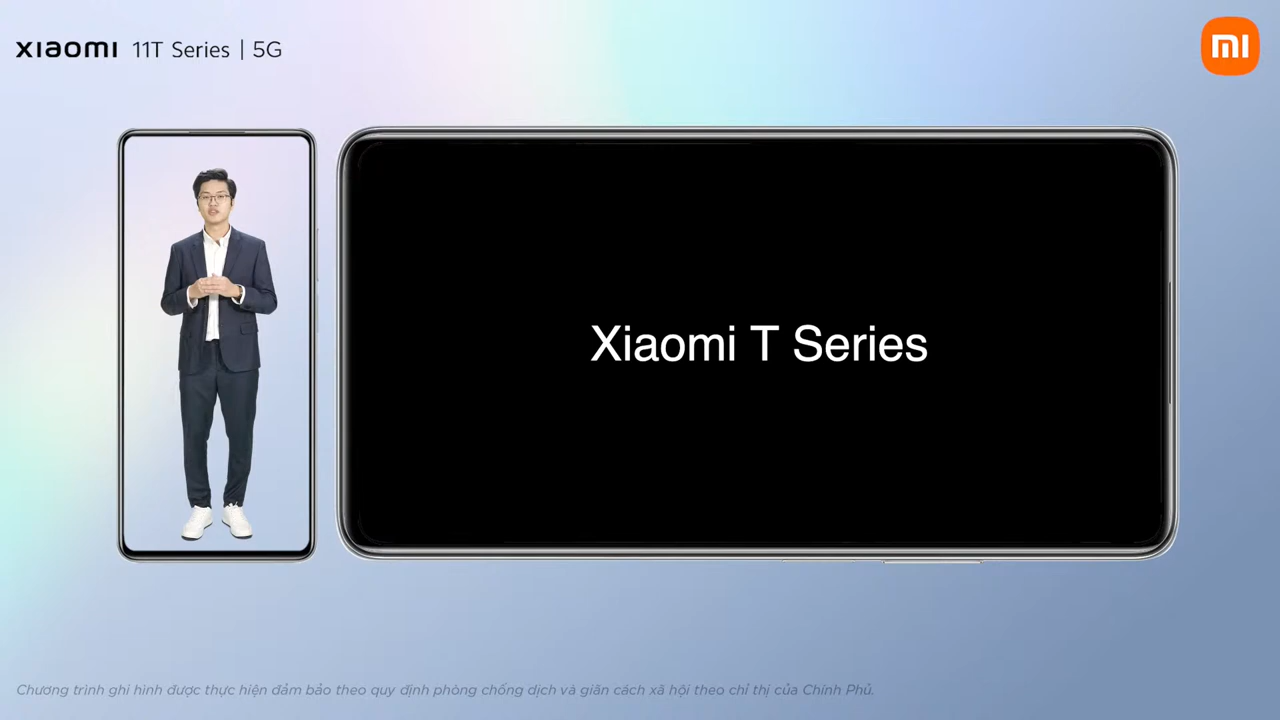 xiaomi 11T Series | 5G
mi
Xiaomi T Series
Chương trình ghi hình được thực hiện đảm bảo theo quy định phòng chống dịch và giãn cách xã hội theo chỉ thị của Chính Phủ.